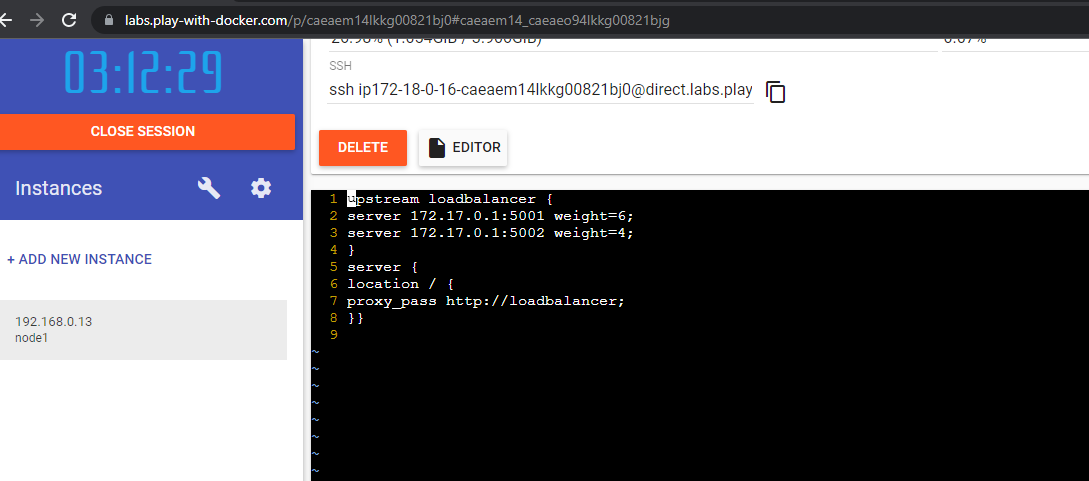 labs.play-with-docker.com/p/caeaem14lkkg00821bj0#caeaem14_caeaeo94lkkg00821bjg
03:12:29
CLOSE SESSION
Instances
+ ADD NEW INSTANCE
192.168.0.13
node1
SSH
ssh ip172-18-0-16-caeaem14lkkg00821bj0@direct.labs.play
DELETE
EDITOR
1 upstream loadbalancer {
2 server 172.17.0.1:5001 weight=6;
3 server 172.17.0.1:5002 weight=4;
4 }
5 server {
6 location / {
7 proxy_pass http://loadbalancer;
8 }}
9
~
~
~
~
~
~
~
~